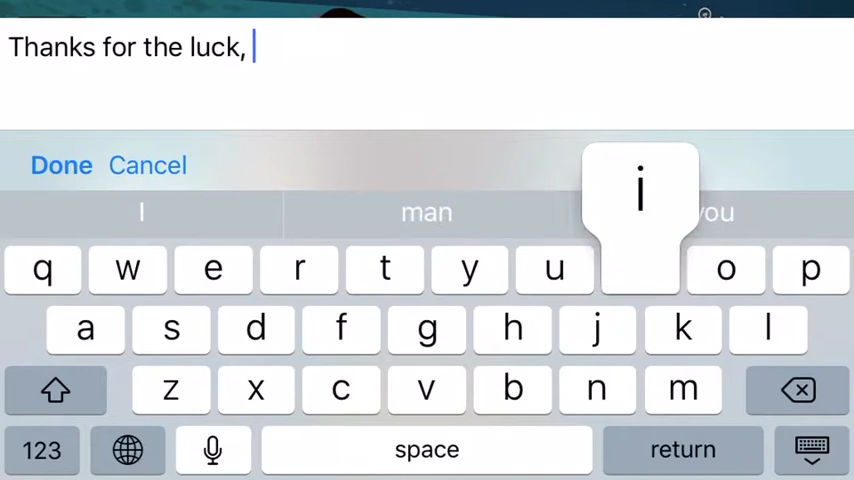 Thanks for the luck,
Done Cancel
I man you
i
q w e r t y u o p
a s d f g h j k l
z x c v b n m
123 space return